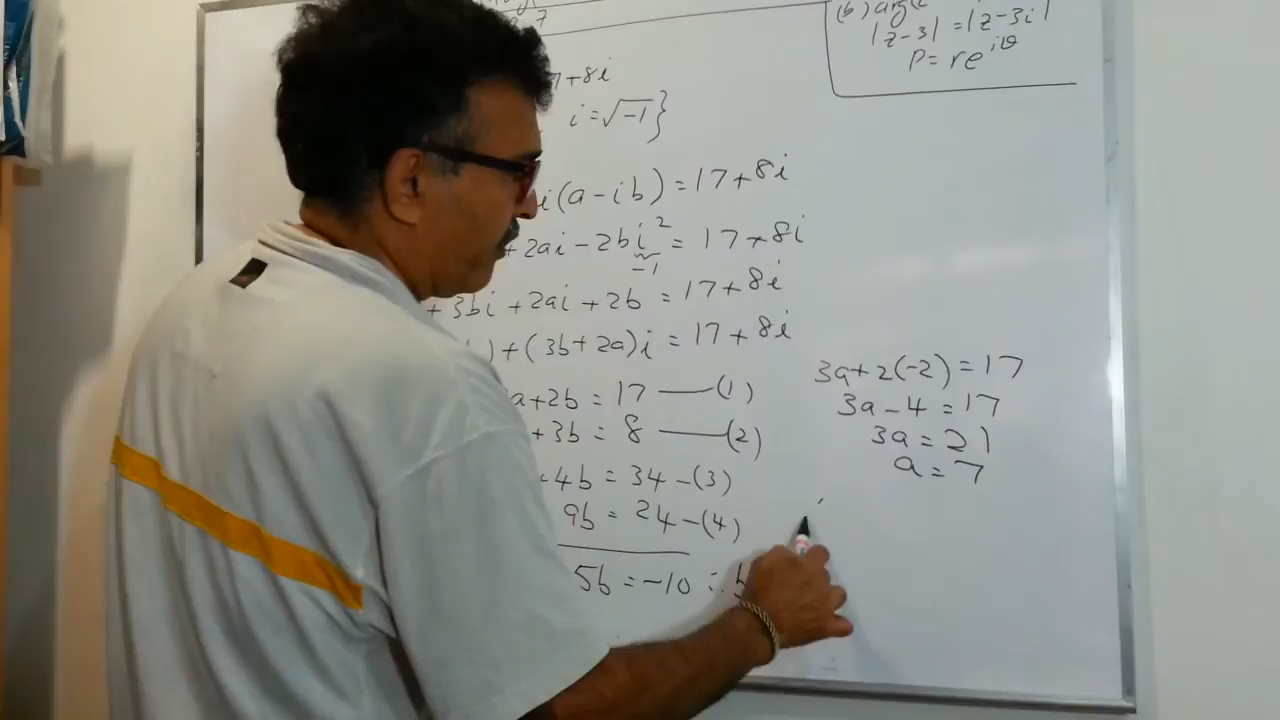 7+8i
i=√-1}
i(a-ib)=17+8i
+2ai-2bi²=17+8i
-1
+3bi+2ai+2b=17+8i
)+(3b+2a)i=17+8i
a+2b=17—(1)
+3b=8—(2)
+4b=34-(3)
9b=24-(4)
5b=-10 ∴b
(b)
|z-3|=|z-3i|
P=re^{iθ}
3a+2(-2)=17
3a-4=17
3a=21
a=7